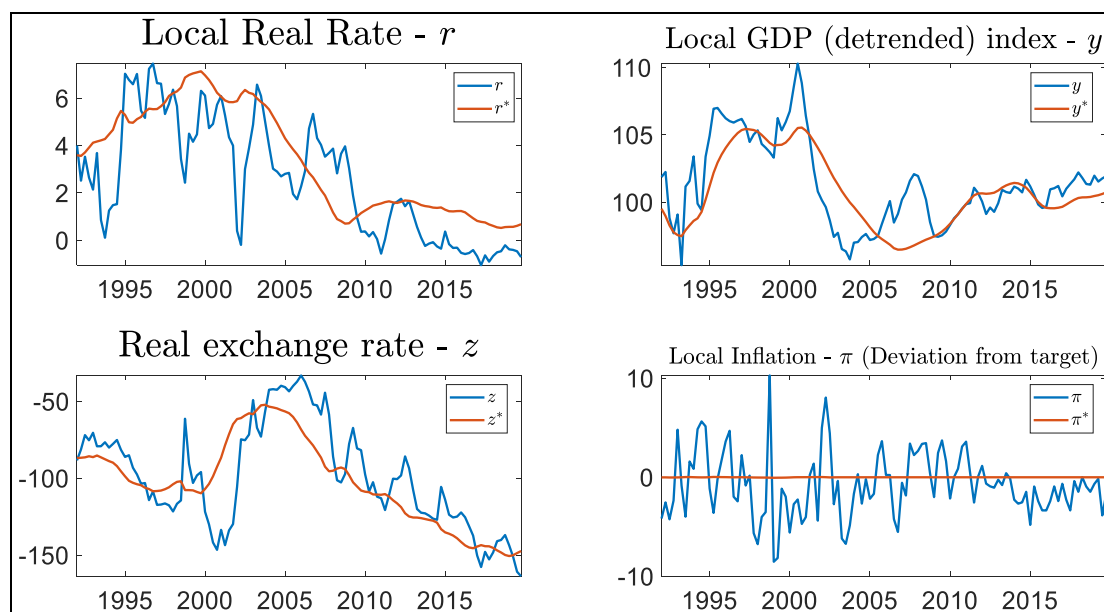 Local Real Rate - r
6
4
2
0
r
r*
1995 2000 2005 2010 2015
Local GDP (detrended) index - y
110
105
100
y
y*
1995 2000 2005 2010 2015
Real exchange rate - z
-50
-100
-150
z
z*
1995 2000 2005 2010 2015
Local Inflation - π (Deviation from target)
10
0
-10
π
π*
1995 2000 2005 2010 2015